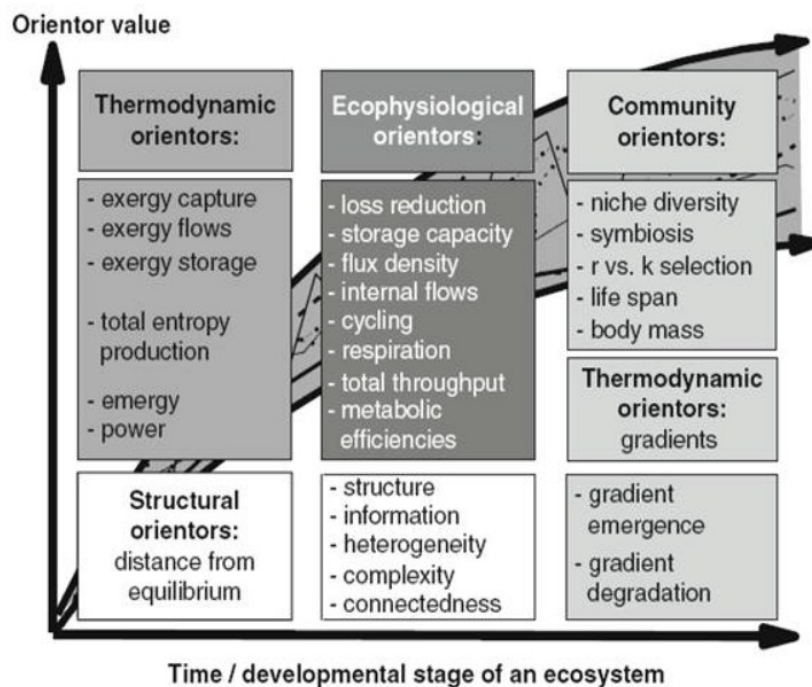 Orientor value
Thermodynamic
orientors:
- exergy capture
- exergy flows
- exergy storage
- total entropy
production
- emergy
- power
Structural
orientors:
distance from
equilibrium
Ecophysiological
orientors:
- loss reduction
- storage capacity
- flux density
- internal flows
- cycling
- respiration
- total throughput
- metabolic
efficiencies
- structure
- information
- heterogeneity
- complexity
- connectedness
Community
orientors:
- niche diversity
- symbiosis
- r vs. k selection
- life span
- body mass
Thermodynamic
orientors:
gradients
- gradient
emergence
- gradient
degradation
Time / developmental stage of an ecosystem